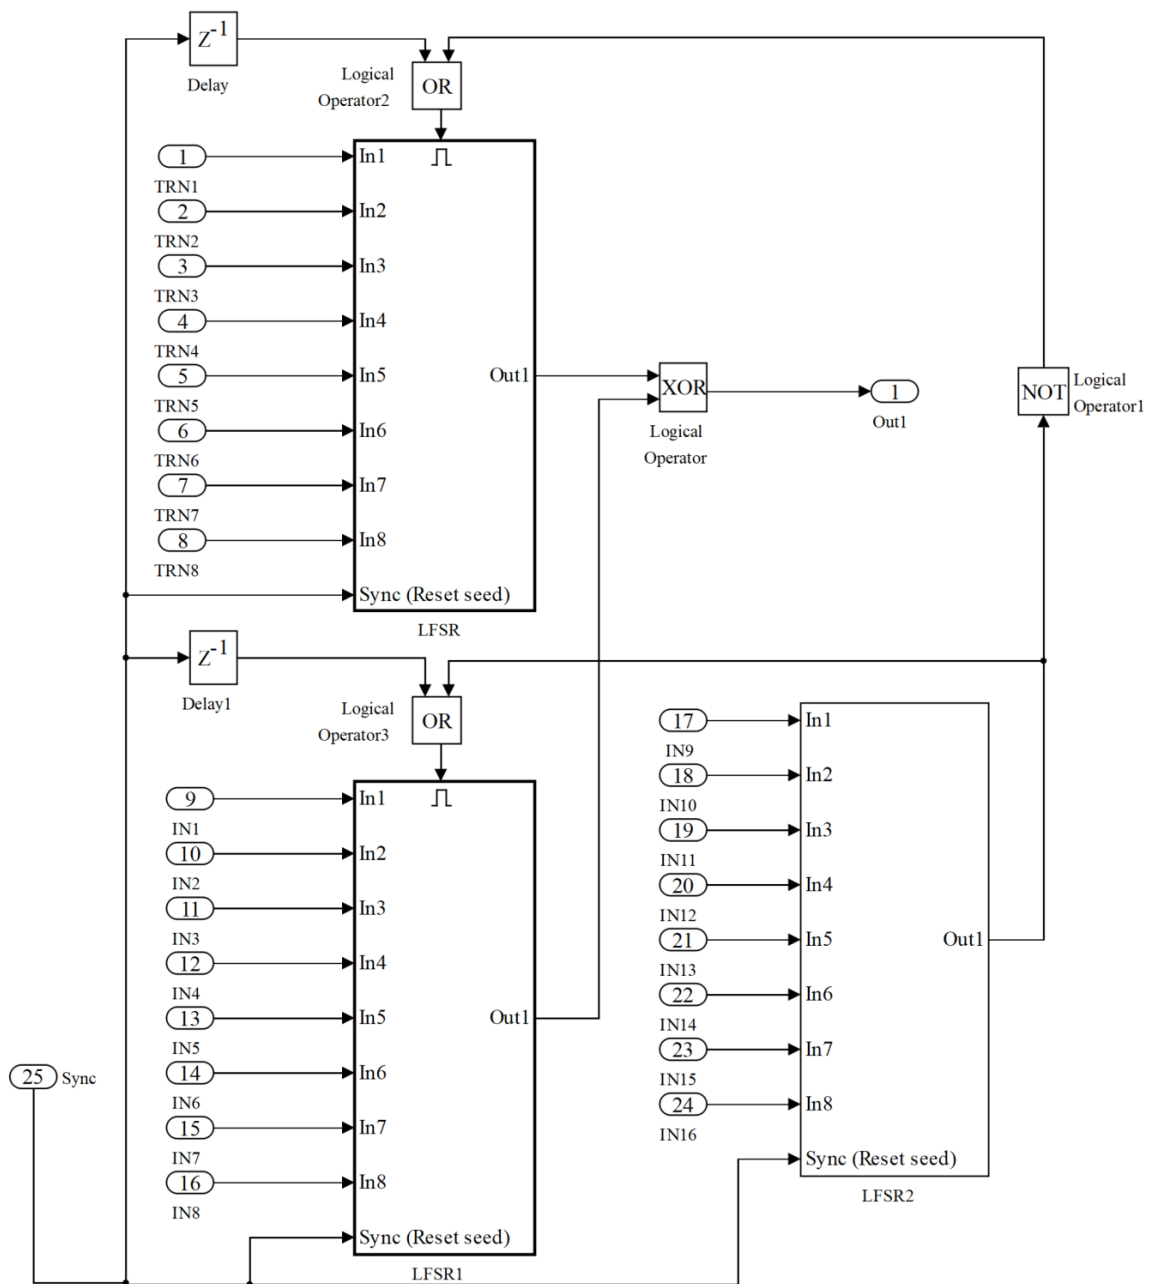 Z-1
Delay
Logical
Operator2
OR
1
In1
TRN1
2
In2
TRN2
3
In3
TRN3
4
In4
TRN4
5
In5
Out1
TRN5
6
In6
TRN6
7
In7
TRN7
8
In8
TRN8
Sync (Reset seed)
LFSR
XOR
Logical
Operator
1
Out1
NOT
Logical
Operator1
Z-1
Delay1
Logical
Operator3
OR
9
In1
IN1
10
In2
IN2
11
In3
IN3
12
In4
IN4
13
In5
Out1
IN5
14
In6
IN6
15
In7
IN7
16
In8
IN8
Sync (Reset seed)
LFSR1
25
Sync
17
In1
IN9
18
In2
IN10
19
In3
IN11
20
In4
IN12
21
In5
Out1
IN13
22
In6
IN14
23
In7
IN15
24
In8
IN16
Sync (Reset seed)
LFSR2